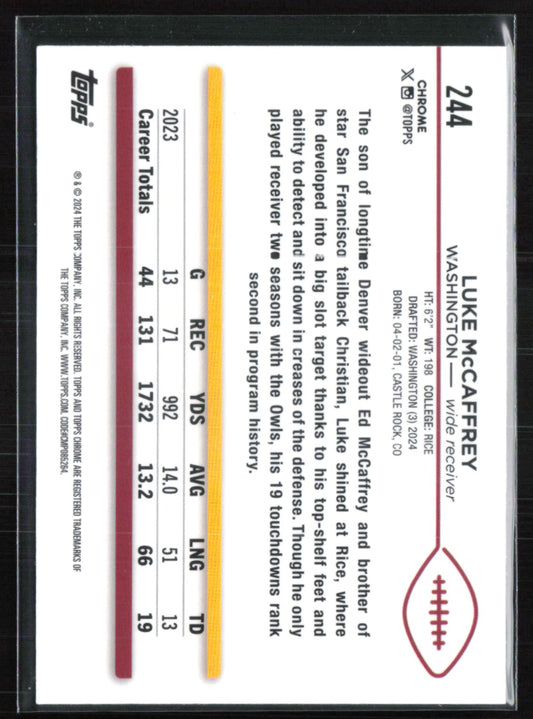 244
CHROME
X @TOPPS
LUKE McCAFFREY
WASHINGTON — wide receiver
HT: 6'2" WT: 198 COLLEGE: RICE
DRAFTED: WASHINGTON (3) 2024
BORN: 04-02-01, CASTLE ROCK, CO
The son of longtime Denver wideout Ed McCaffrey and brother of
star San Francisco tailback Christian, Luke shined at Rice, where
he developed into a big slot target thanks to his top-shelf feet and
ability to detect and sit down in creases of the defense. Though he only
played receiver two seasons with the Owls, his 19 touchdowns rank
second in program history.
G REC YDS AVG LNG TD
2023 13 71 992 14.0 51 13
Career Totals 44 131 1732 13.2 66 19
topps®
® & © 2024 THE TOPPS COMPANY, INC. ALL RIGHTS RESERVED. TOPPS AND TOPPS CHROME ARE REGISTERED TRADEMARKS OF
THE TOPPS COMPANY, INC. WWW.TOPPS.COM. CODE#CMP085264.